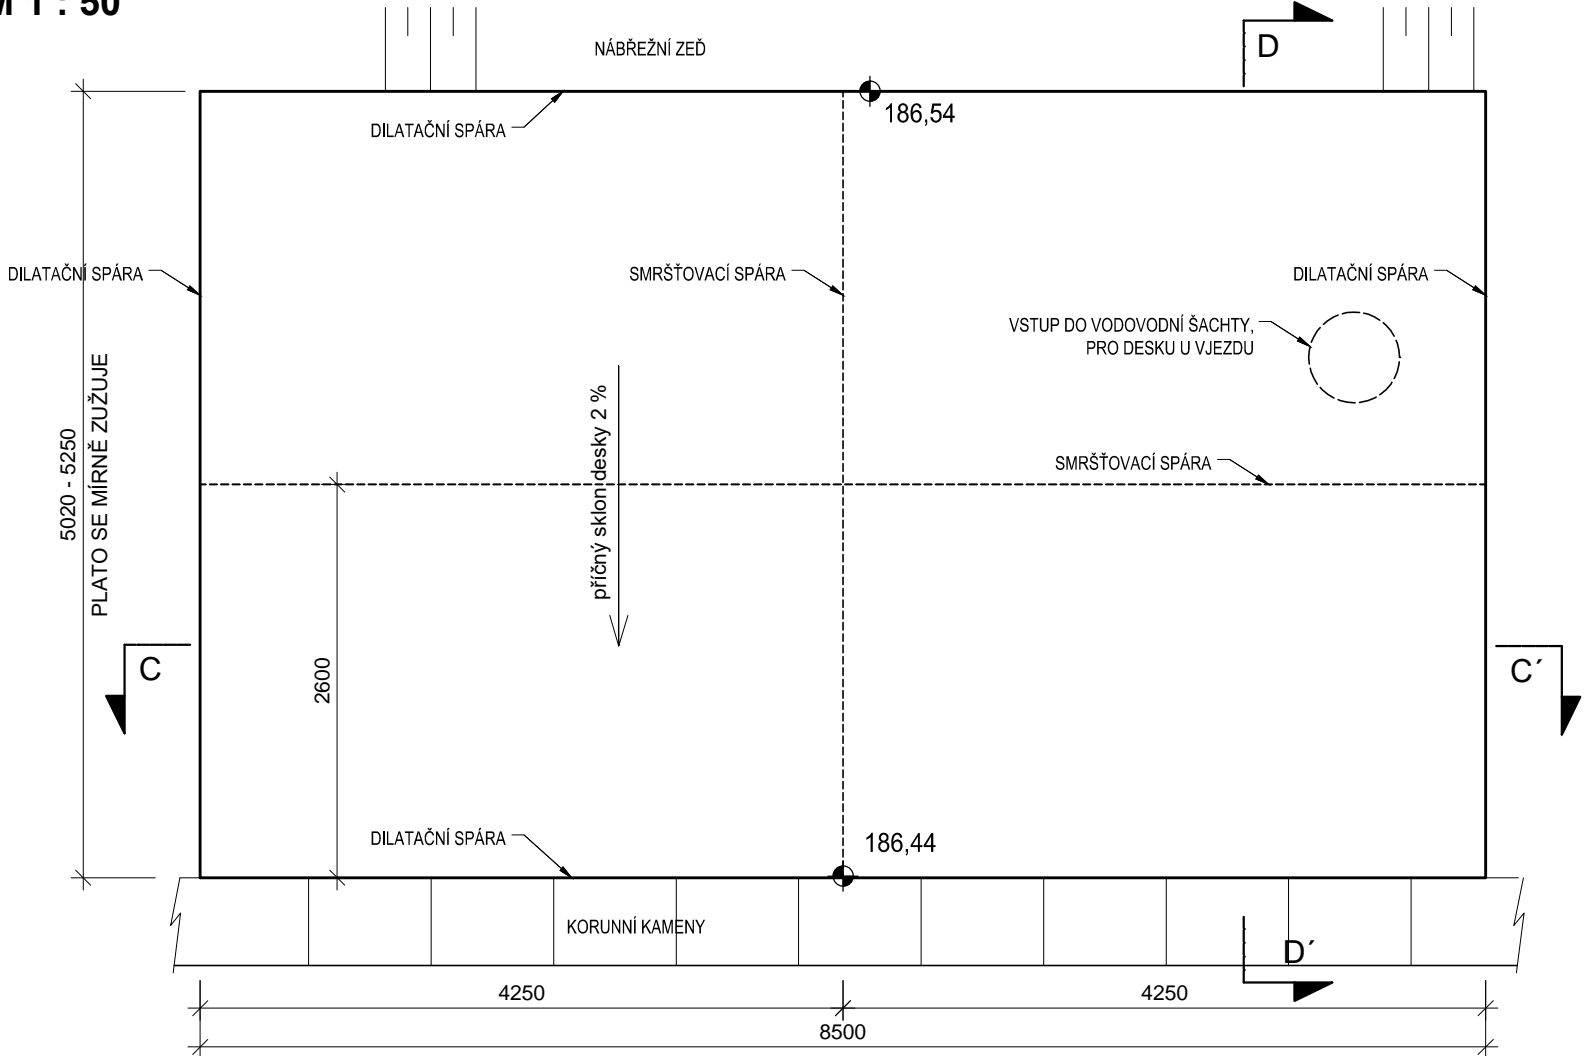 M 1 : 50
NÁBŘEŽNÍ ZEĎ
D
186,54
DILATAČNÍ SPÁRA
DILATAČNÍ SPÁRA
SMRŠŤOVACÍ SPÁRA
DILATAČNÍ SPÁRA
VSTUP DO VODOVODNÍ ŠACHTY,
PRO DESKU U VJEZDU
5020 - 5250
PLATO SE MÍRNĚ ZUŽUJE
příčný sklon desky 2 %
SMRŠŤOVACÍ SPÁRA
C
2600
C´
DILATAČNÍ SPÁRA
186,44
KORUNNÍ KAMENY
D´
4250
4250
8500